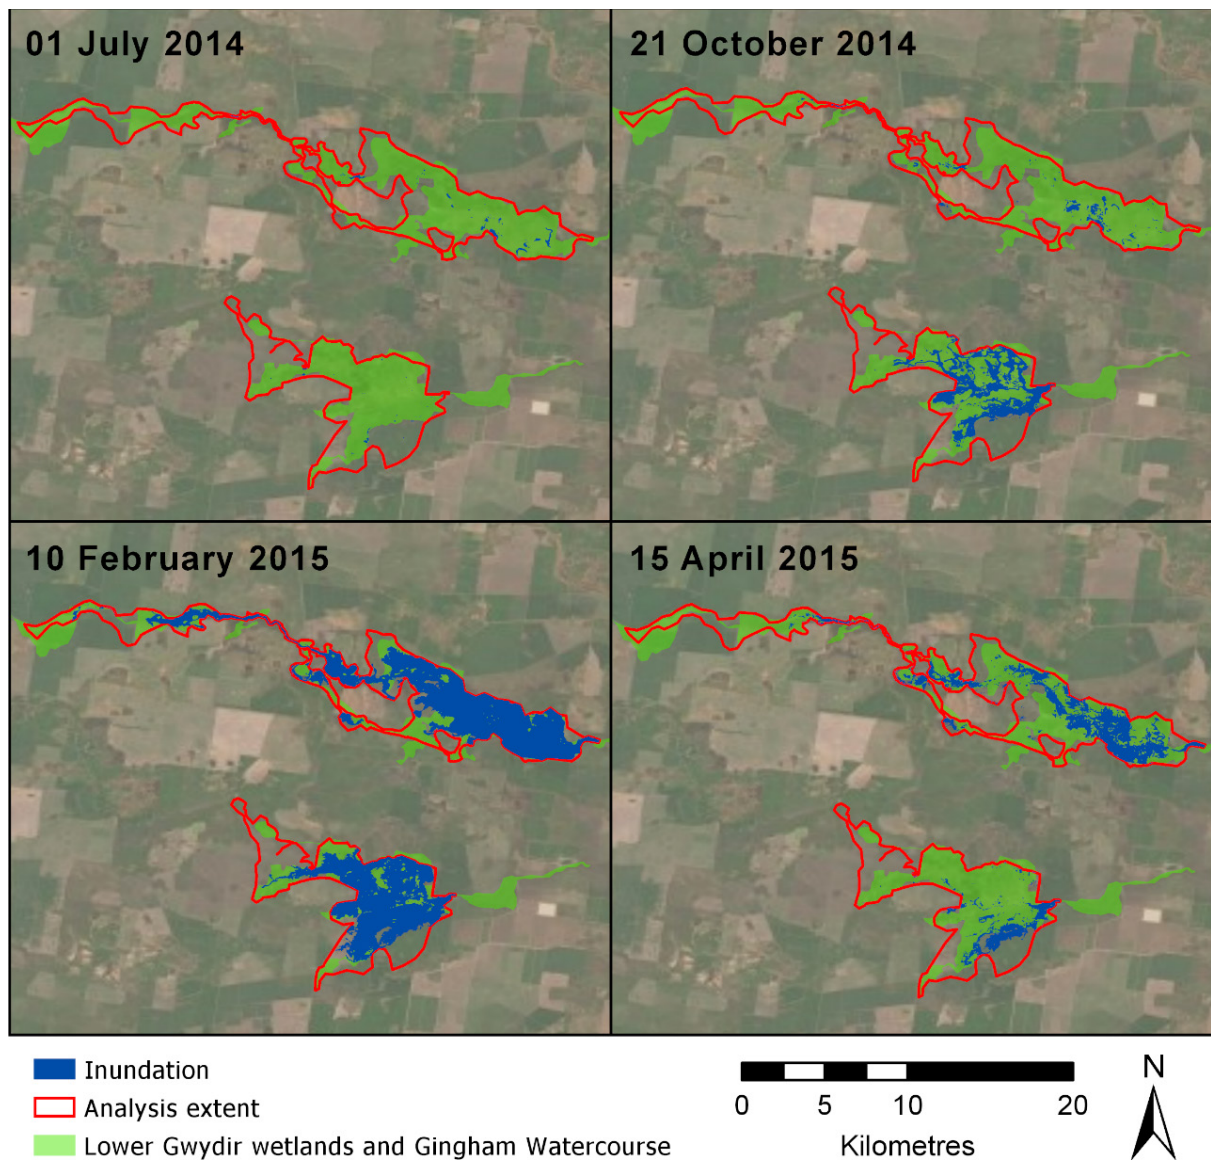 01 July 2014
21 October 2014
10 February 2015
15 April 2015
Inundation
Analysis extent
Lower Gwydir wetlands and Gingham Watercourse
0 5 10 20
Kilometres
N